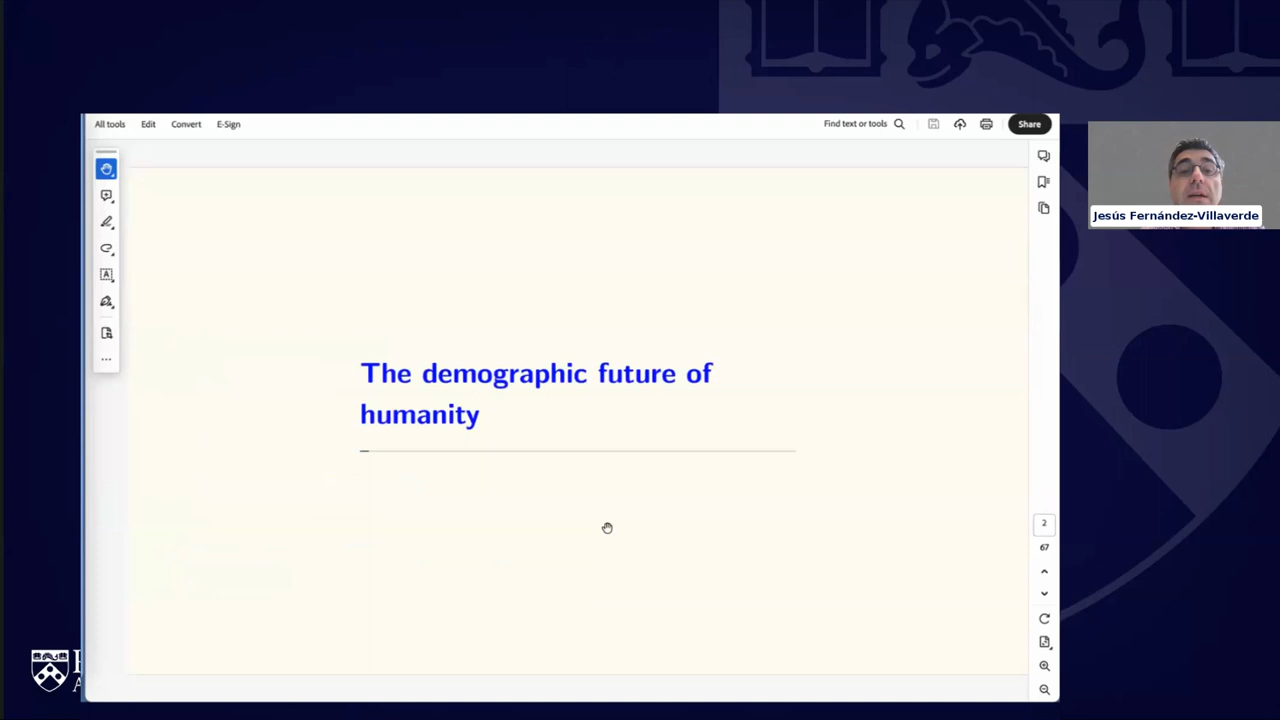 All tools Edit Convert E-Sign
Find text or tools
Share
Jesús Fernández-Villaverde
The demographic future of
humanity
2
67